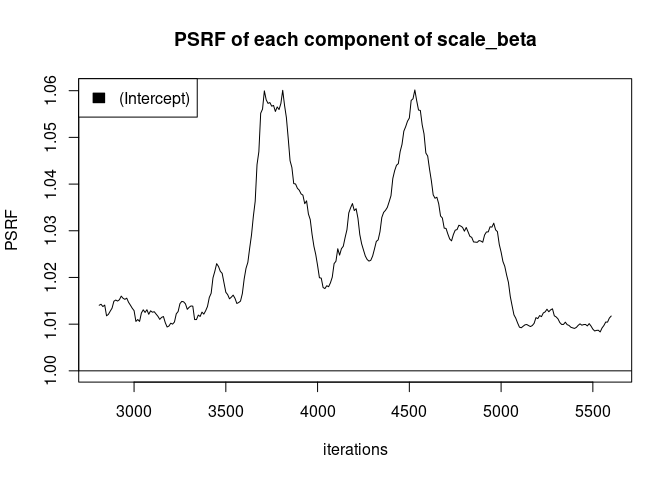 PSRF of each component of scale_beta
(Intercept)
PSRF
1.06
1.05
1.04
1.03
1.02
1.01
1.00
3000 3500 4000 4500 5000 5500
iterations